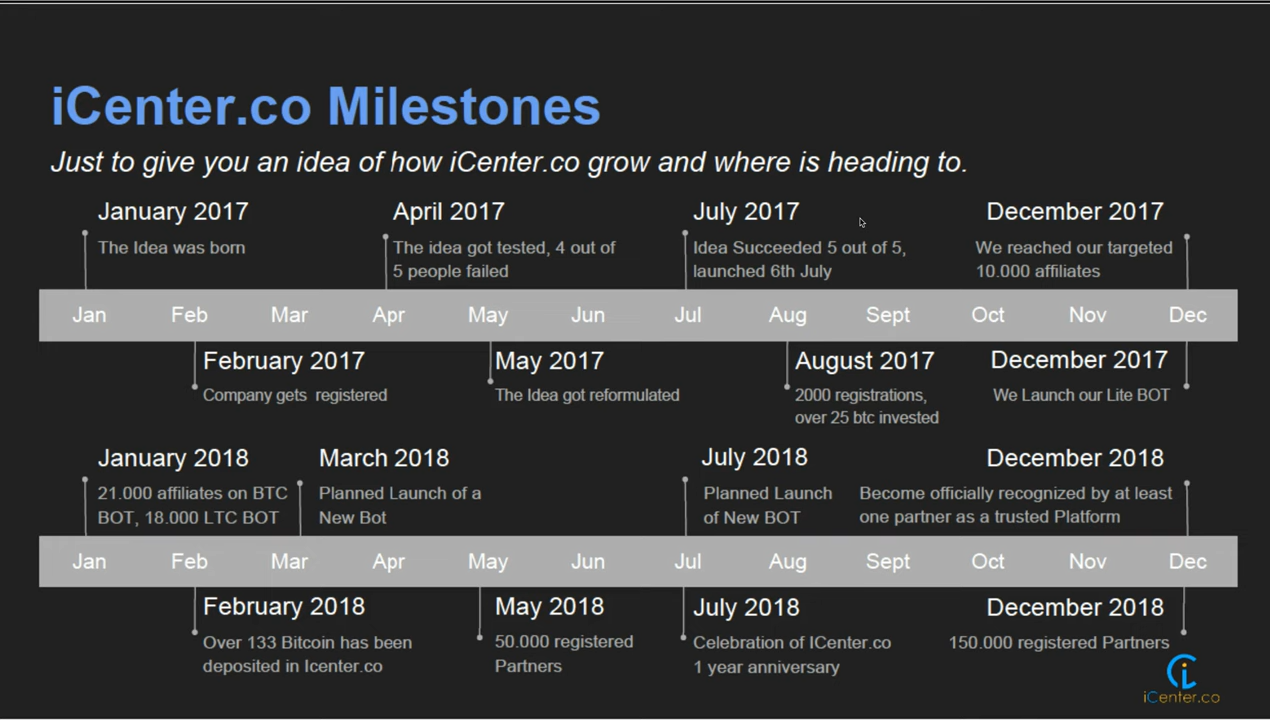 iCenter.co Milestones
Just to give you an idea of how iCenter.co grow and where is heading to.
January 2017
The Idea was born
April 2017
The idea got tested, 4 out of
5 people failed
July 2017
Idea Succeeded 5 out of 5,
launched 6th July
December 2017
We reached our targeted
10.000 affiliates
Jan Feb Mar Apr May Jun Jul Aug Sept Oct Nov Dec
February 2017
Company gets registered
May 2017
The Idea got reformulated
August 2017
2000 registrations,
over 25 btc invested
December 2017
We Launch our Lite BOT
January 2018
21.000 affiliates on BTC
BOT, 18.000 LTC BOT
March 2018
Planned Launch of a
New Bot
July 2018
Planned Launch
of New BOT
December 2018
Become officially recognized by at least
one partner as a trusted Platform
Jan Feb Mar Apr May Jun Jul Aug Sept Oct Nov Dec
February 2018
Over 133 Bitcoin has been
deposited in Icenter.co
May 2018
50.000 registered
Partners
July 2018
Celebration of ICenter.co
1 year anniversary
December 2018
150.000 registered Partners
iCenter.co